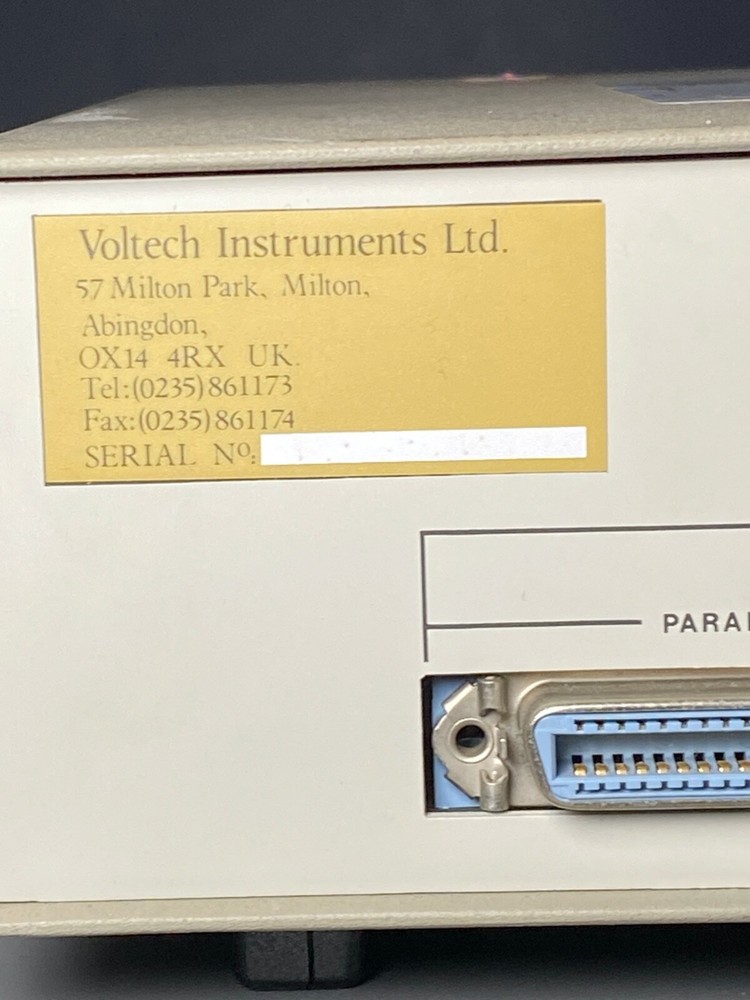 Voltech Instruments Ltd.
57 Milton Park, Milton,
Abingdon,
OX14 4RX UK.
Tel:(0235)861173
Fax:(0235)861174
SERIAL Nº:
PARAL